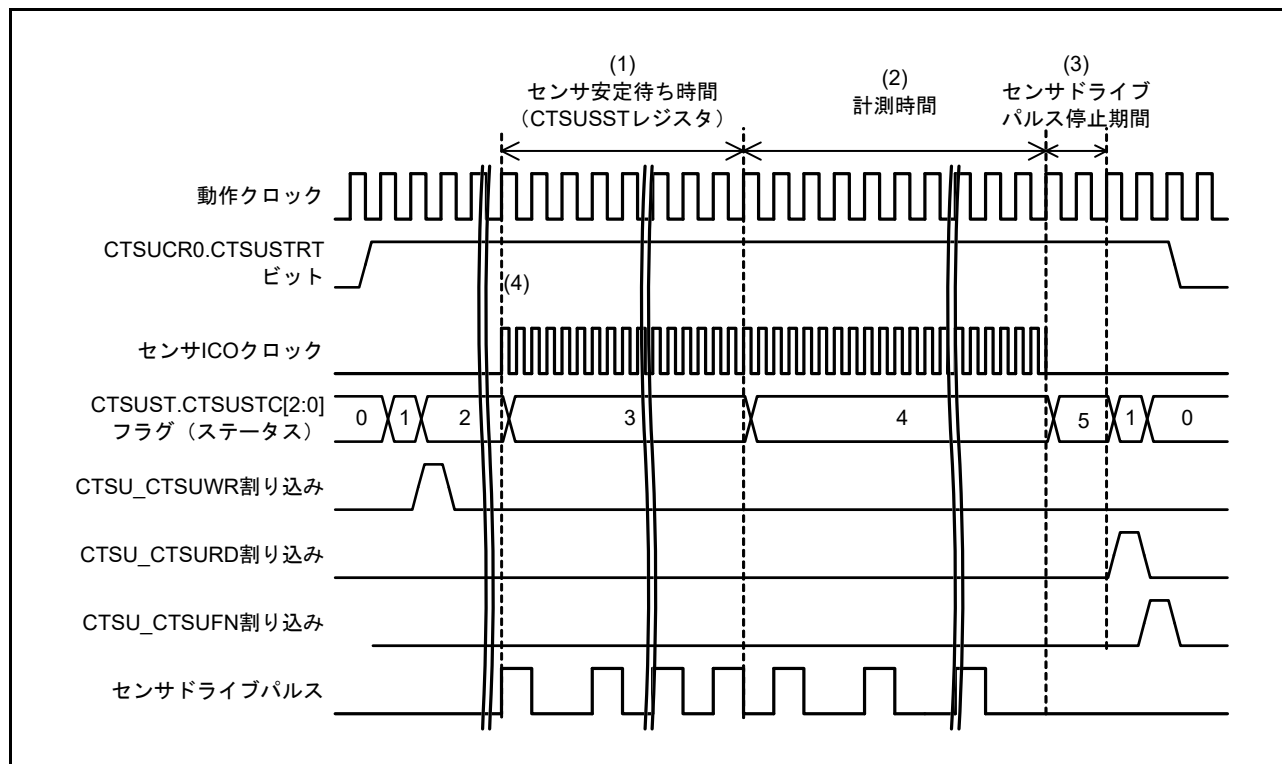 (1)
センサ安定待ち時間
（CTSUSSTレジスタ）
(2)
計測時間
(3)
センサドライブ
パルス停止期間
動作クロック
CTSUCR0.CTSUSTRT
ビット
(4)
センサICOクロック
CTSUST.CTSUSTC[2:0]
フラグ（ステータス）
0 1 2 3 4 5 1 0
CTSU_CTSUWR割り込み
CTSU_CTSURD割り込み
CTSU_CTSUFN割り込み
センサドライブパルス